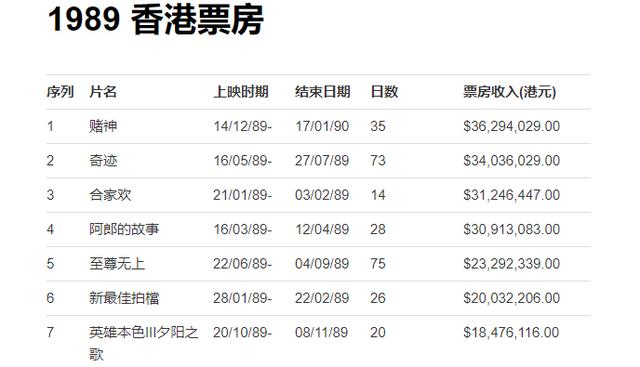 1989 香港票房
序列 片名 上映时期 结束日期 日数 票房收入(港元)
1 赌神 14/12/89- 17/01/90 35 $36,294,029.00
2 奇迹 16/05/89- 27/07/89 73 $34,036,029.00
3 合家欢 21/01/89- 03/02/89 14 $31,246,447.00
4 阿郎的故事 16/03/89- 12/04/89 28 $30,913,083.00
5 至尊无上 22/06/89- 04/09/89 75 $23,292,339.00
6 新最佳拍檔 28/01/89- 22/02/89 26 $20,032,206.00
7 英雄本色III夕阳之 20/10/89- 08/11/89 20 $18,476,116.00
歌